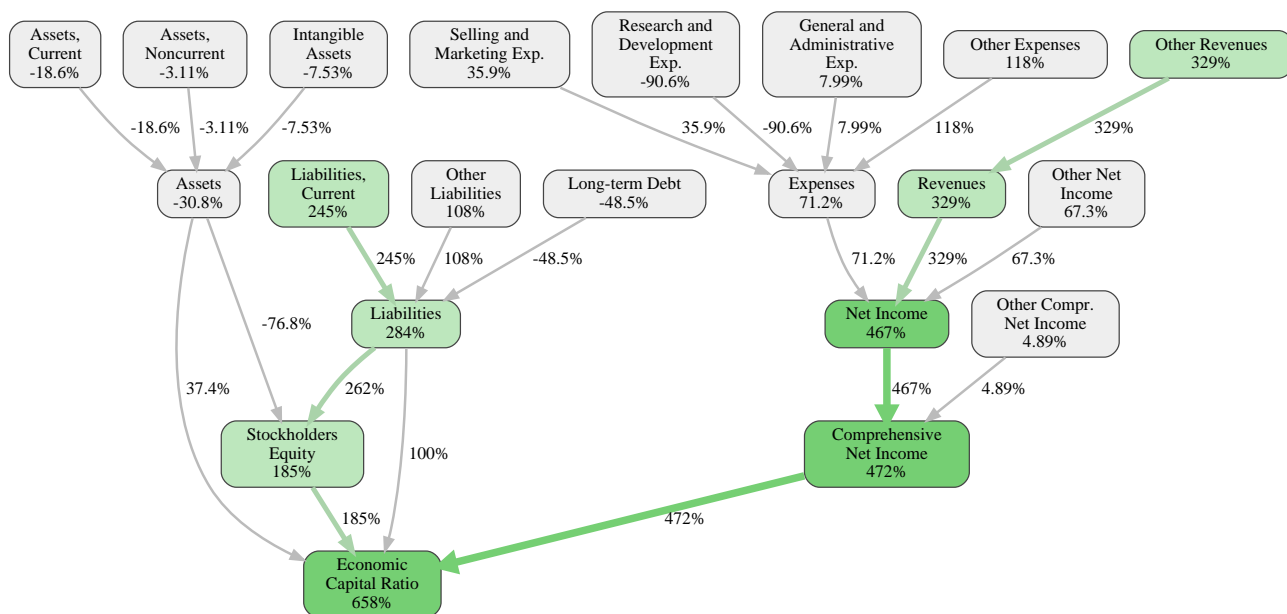 Assets,
Current
-18.6%
Assets,
Noncurrent
-3.11%
Intangible
Assets
-7.53%
Selling and
Marketing Exp.
35.9%
Research and
Development
Exp.
-90.6%
General and
Administrative
Exp.
7.99%
Other Expenses
118%
Other Revenues
329%
-18.6%
-3.11%
-7.53%
35.9%
-90.6%
7.99%
118%
329%
Assets
-30.8%
Liabilities,
Current
245%
Other
Liabilities
108%
Long-term Debt
-48.5%
Expenses
71.2%
Revenues
329%
Other Net
Income
67.3%
245%
108%
-48.5%
71.2%
329%
67.3%
Liabilities
284%
Net Income
467%
Other Compr.
Net Income
4.89%
-76.8%
37.4%
262%
100%
467%
4.89%
Stockholders
Equity
185%
Comprehensive
Net Income
472%
185%
472%
Economic
Capital Ratio
658%